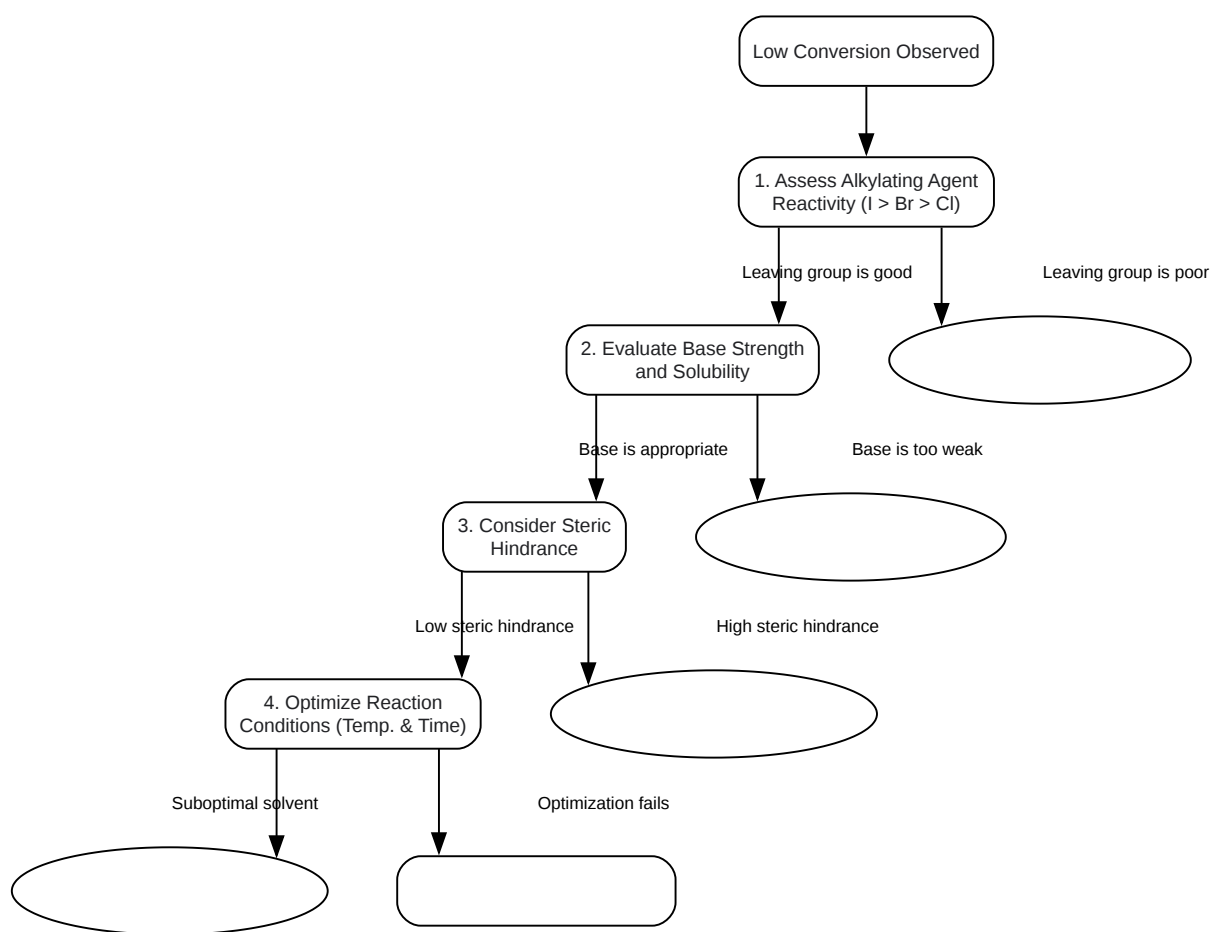 Low Conversion Observed
1. Assess Alkylating Agent
Reactivity (I > Br > Cl)
Leaving group is good
Leaving group is poor
2. Evaluate Base Strength
and Solubility
Base is appropriate
Base is too weak
3. Consider Steric
Hindrance
Low steric hindrance
High steric hindrance
4. Optimize Reaction
Conditions (Temp. & Time)
Suboptimal solvent
Optimization fails